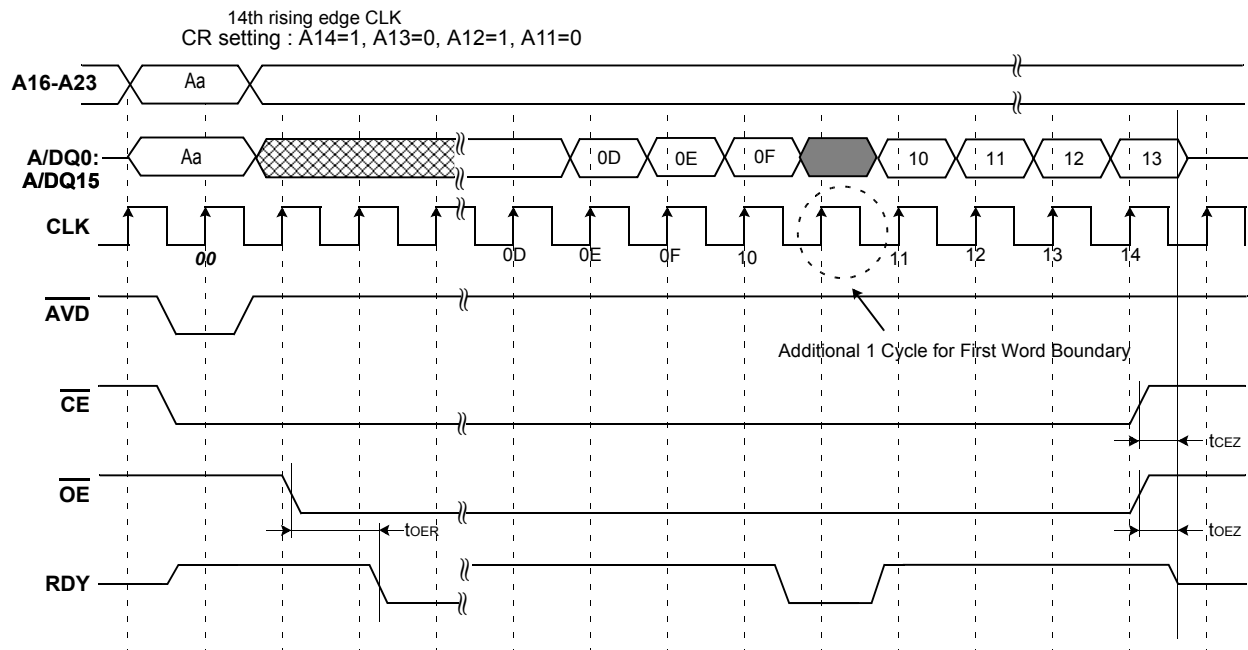 14th rising edge CLK
CR setting : A14=1, A13=0, A12=1, A11=0
A16-A23
Aa
A/DQ0:
A/DQ15
Aa
0D
0E
0F
10
11
12
13
CLK
00
0D
0E
0F
10
11
12
13
14
AVD
Additional 1 Cycle for First Word Boundary
CE
tCEZ
OE
tOER
tOEZ
RDY